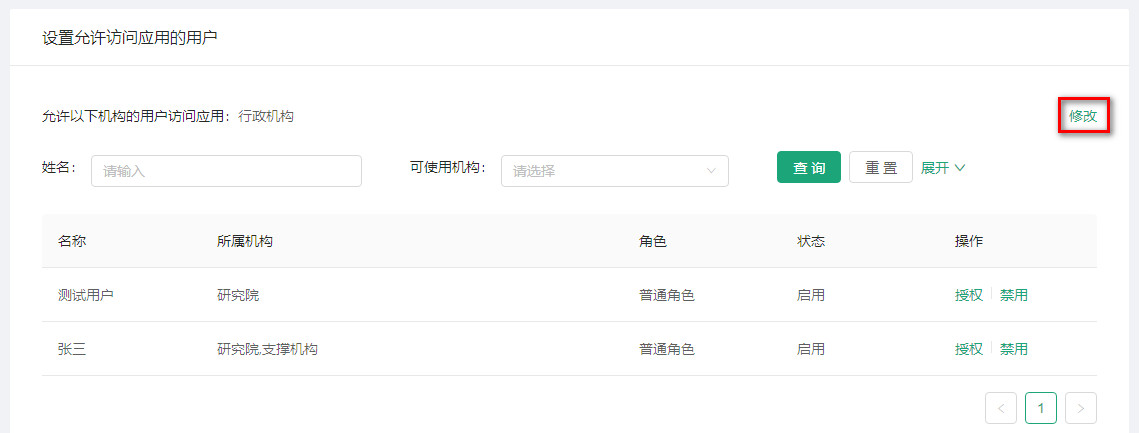 设置允许访问应用的用户
允许以下机构的用户访问应用：行政机构 修改
姓名： 请输入 可使用机构： 请选择 查 询 重 置 展开
名称 所属机构 角色 状态 操作
测试用户 研究院 普通角色 启用 授权 禁用
张三 研究院,支撑机构 普通角色 启用 授权 禁用
< 1 >